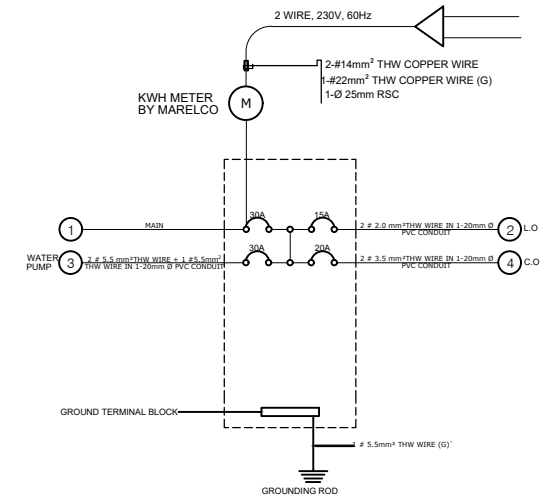 2 WIRE, 230V, 60Hz
2-#14mm² THW COPPER WIRE
1-#22mm² THW COPPER WIRE (G)
1-Ø 25mm RSC
KWH METER
BY MARELCO
M
30A
15A
1
MAIN
2 # 2.0 mm²THW WIRE IN 1-20mm Ø
PVC CONDUIT
2
L.O
30A
20A
WATER
PUMP
3
2 # 5.5 mm²THW WIRE + 1 #5.5mm²
THW WIRE IN 1-20mm Ø PVC CONDUIT
2 # 3.5 mm²THW WIRE IN 1-20mm Ø
PVC CONDUIT
4
C.O
GROUND TERMINAL BLOCK
# 5.5mm² THW WIRE (G)
GROUNDING ROD